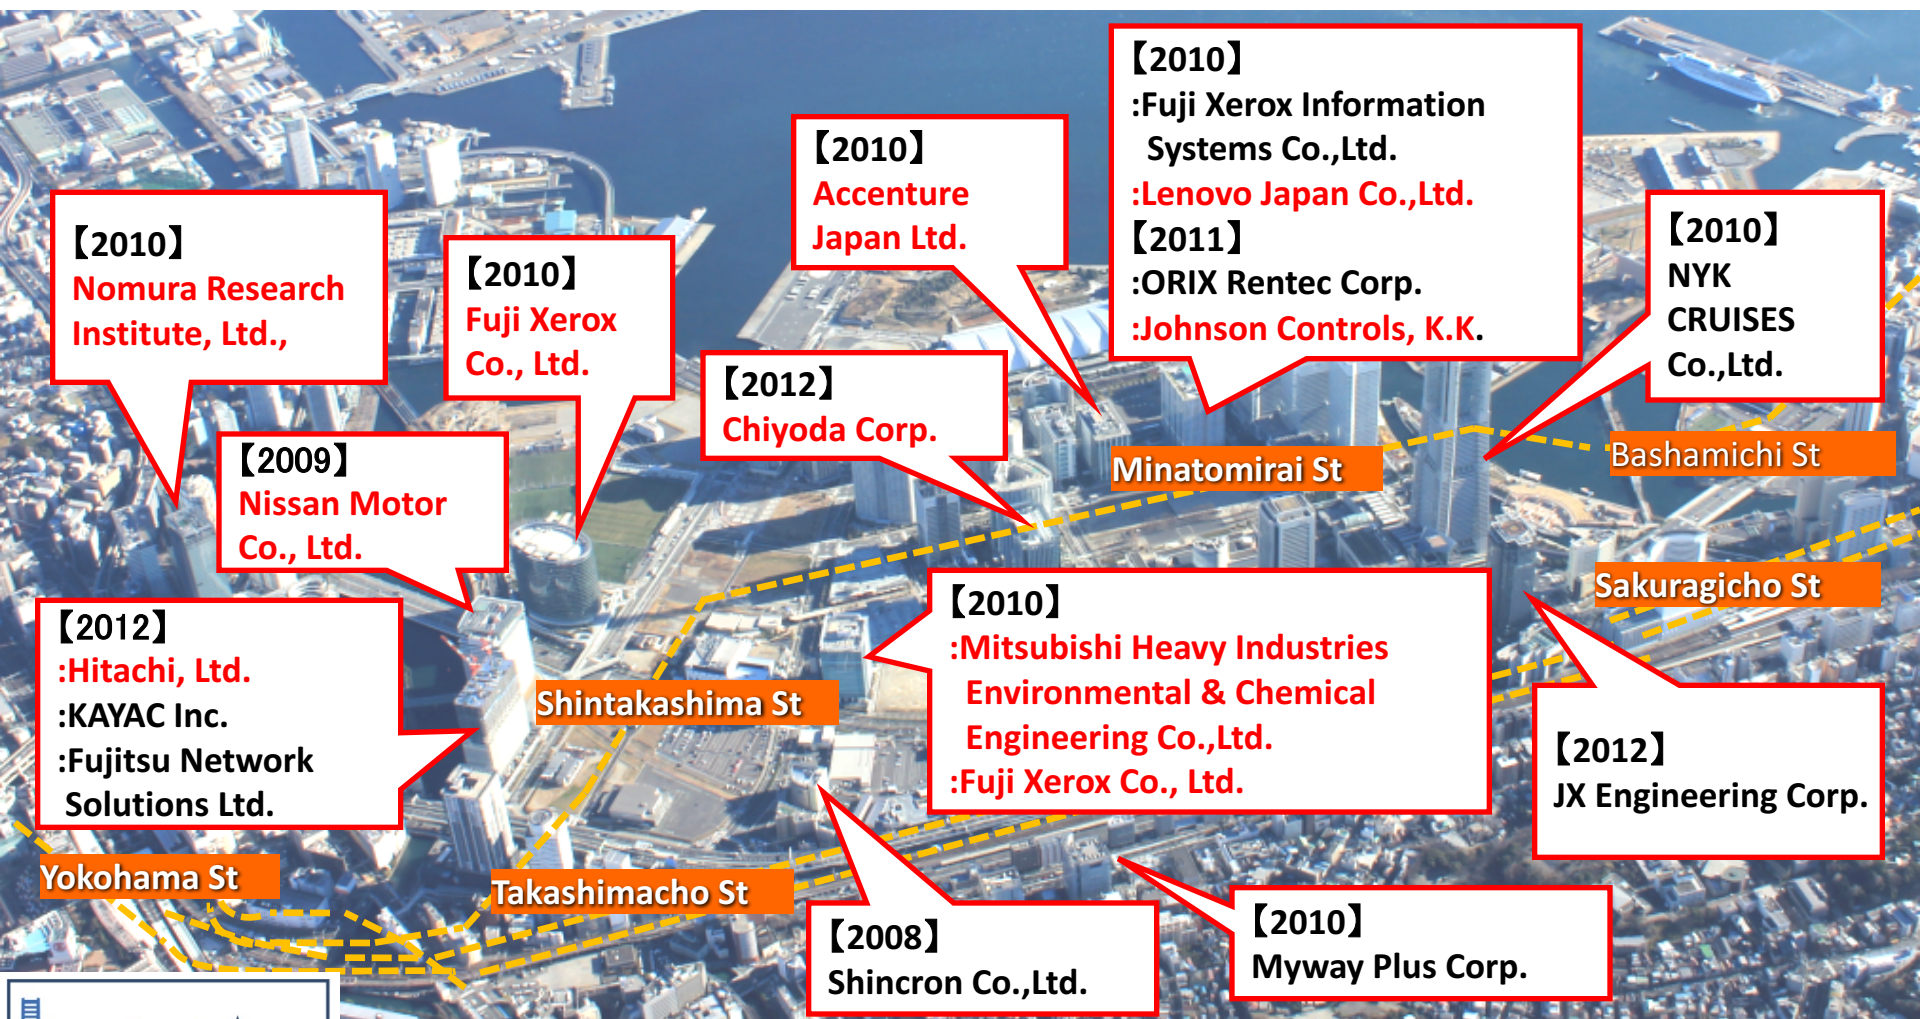 【2010】
:Fuji Xerox Information
Systems Co.,Ltd.
:Lenovo Japan Co.,Ltd.
【2011】
:ORIX Rentec Corp.
:Johnson Controls, K.K.
【2010】
Accenture
Japan Ltd.
【2010】
Nomura Research
Institute, Ltd.,
【2010】
Fuji Xerox
Co., Ltd.
【2010】
NYK
CRUISES
Co.,Ltd.
【2012】
Chiyoda Corp.
【2009】
Nissan Motor
Co., Ltd.
Minatomirai St
Bashamichi St
Sakuragicho St
【2012】
:Hitachi, Ltd.
:KAYAC Inc.
:Fujitsu Network
Solutions Ltd.
Shintakashima St
【2010】
:Mitsubishi Heavy Industries
Environmental & Chemical
Engineering Co.,Ltd.
:Fuji Xerox Co., Ltd.
【2012】
JX Engineering Corp.
Yokohama St
Takashimacho St
【2008】
Shincron Co.,Ltd.
【2010】
Myway Plus Corp.